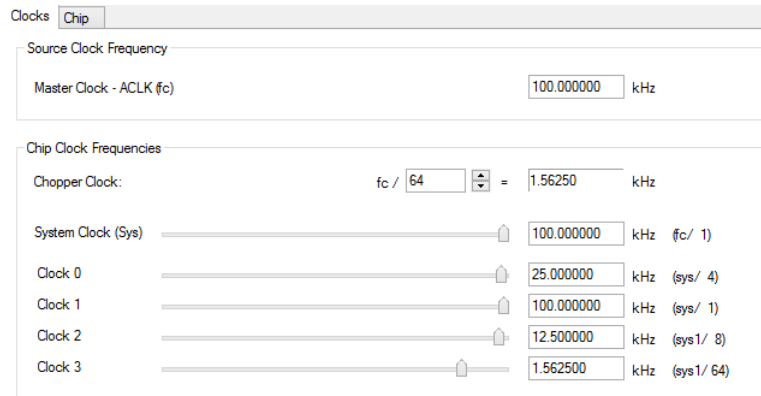 Clocks Chip
Source Clock Frequency
Master Clock - ACLK (fc) 100.000000 kHz
Chip Clock Frequencies
Chopper Clock: fc / 64 = 1.56250 kHz
System Clock (Sys) 100.000000 kHz (fc/ 1)
Clock 0 25.000000 kHz (sys/ 4)
Clock 1 100.000000 kHz (sys/ 1)
Clock 2 12.500000 kHz (sys1/ 8)
Clock 3 1.562500 kHz (sys1/ 64)